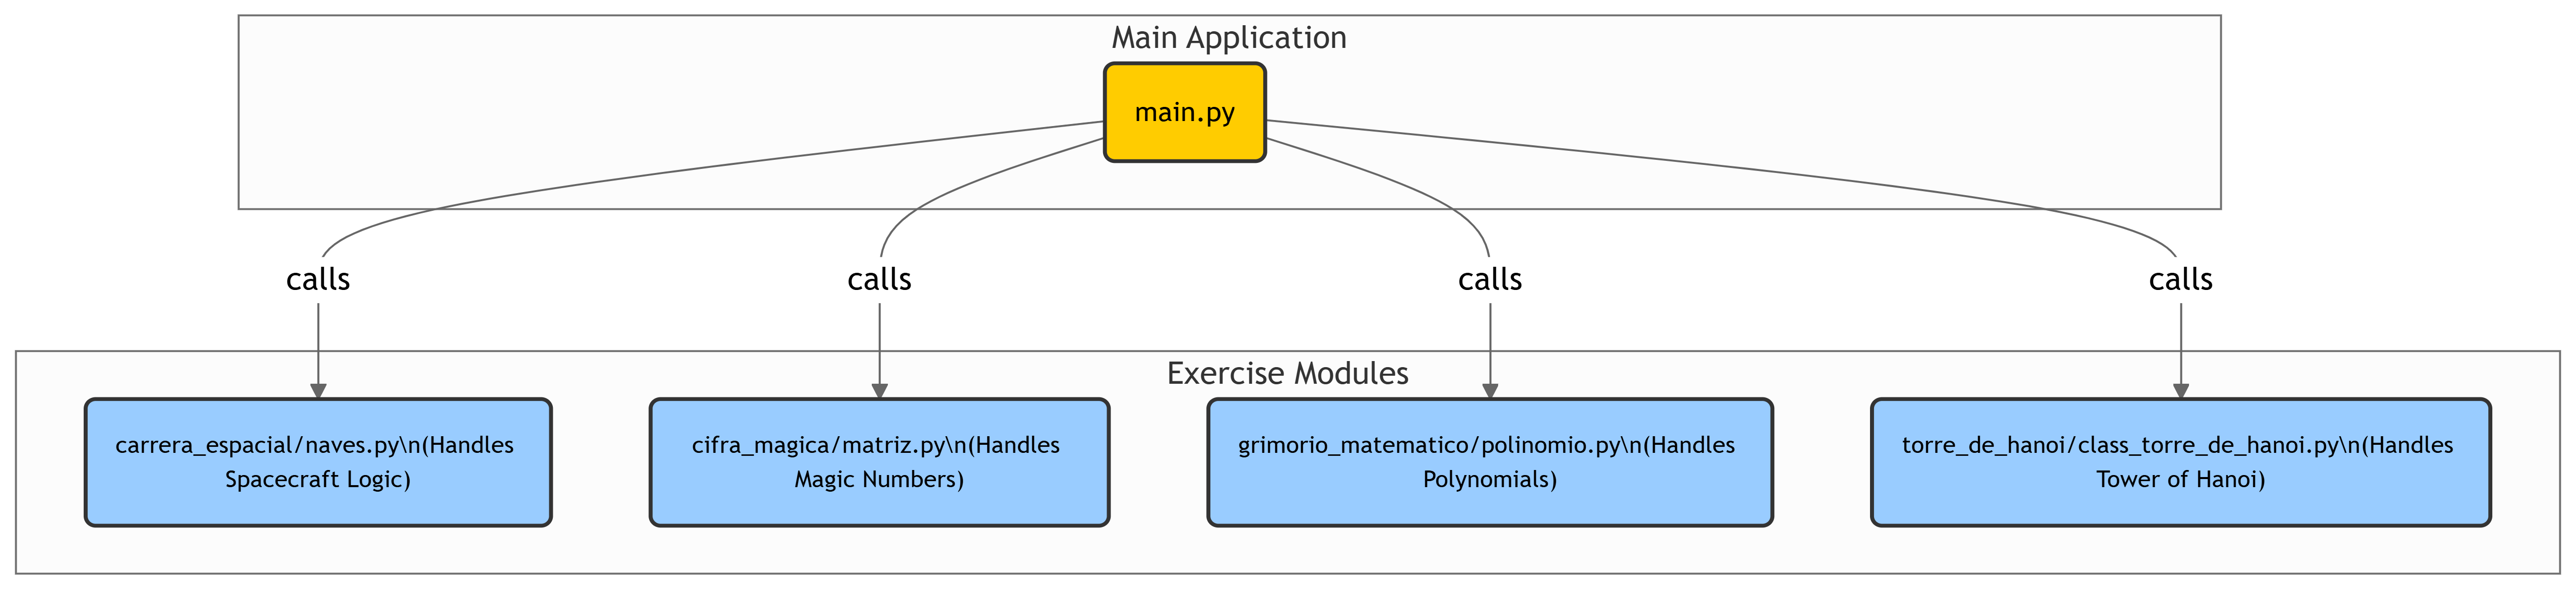 Main Application
main.py
calls
calls
calls
calls
Exercise Modules
carrera_espacial/naves.py\n(Handles
Spacecraft Logic)
cifra_magica/matriz.py\n(Handles
Magic Numbers)
grimorio_matematico/polinomio.py\n(Handles
Polynomials)
torre_de_hanoi/class_torre_de_hanoi.py\n(Handles
Tower of Hanoi)